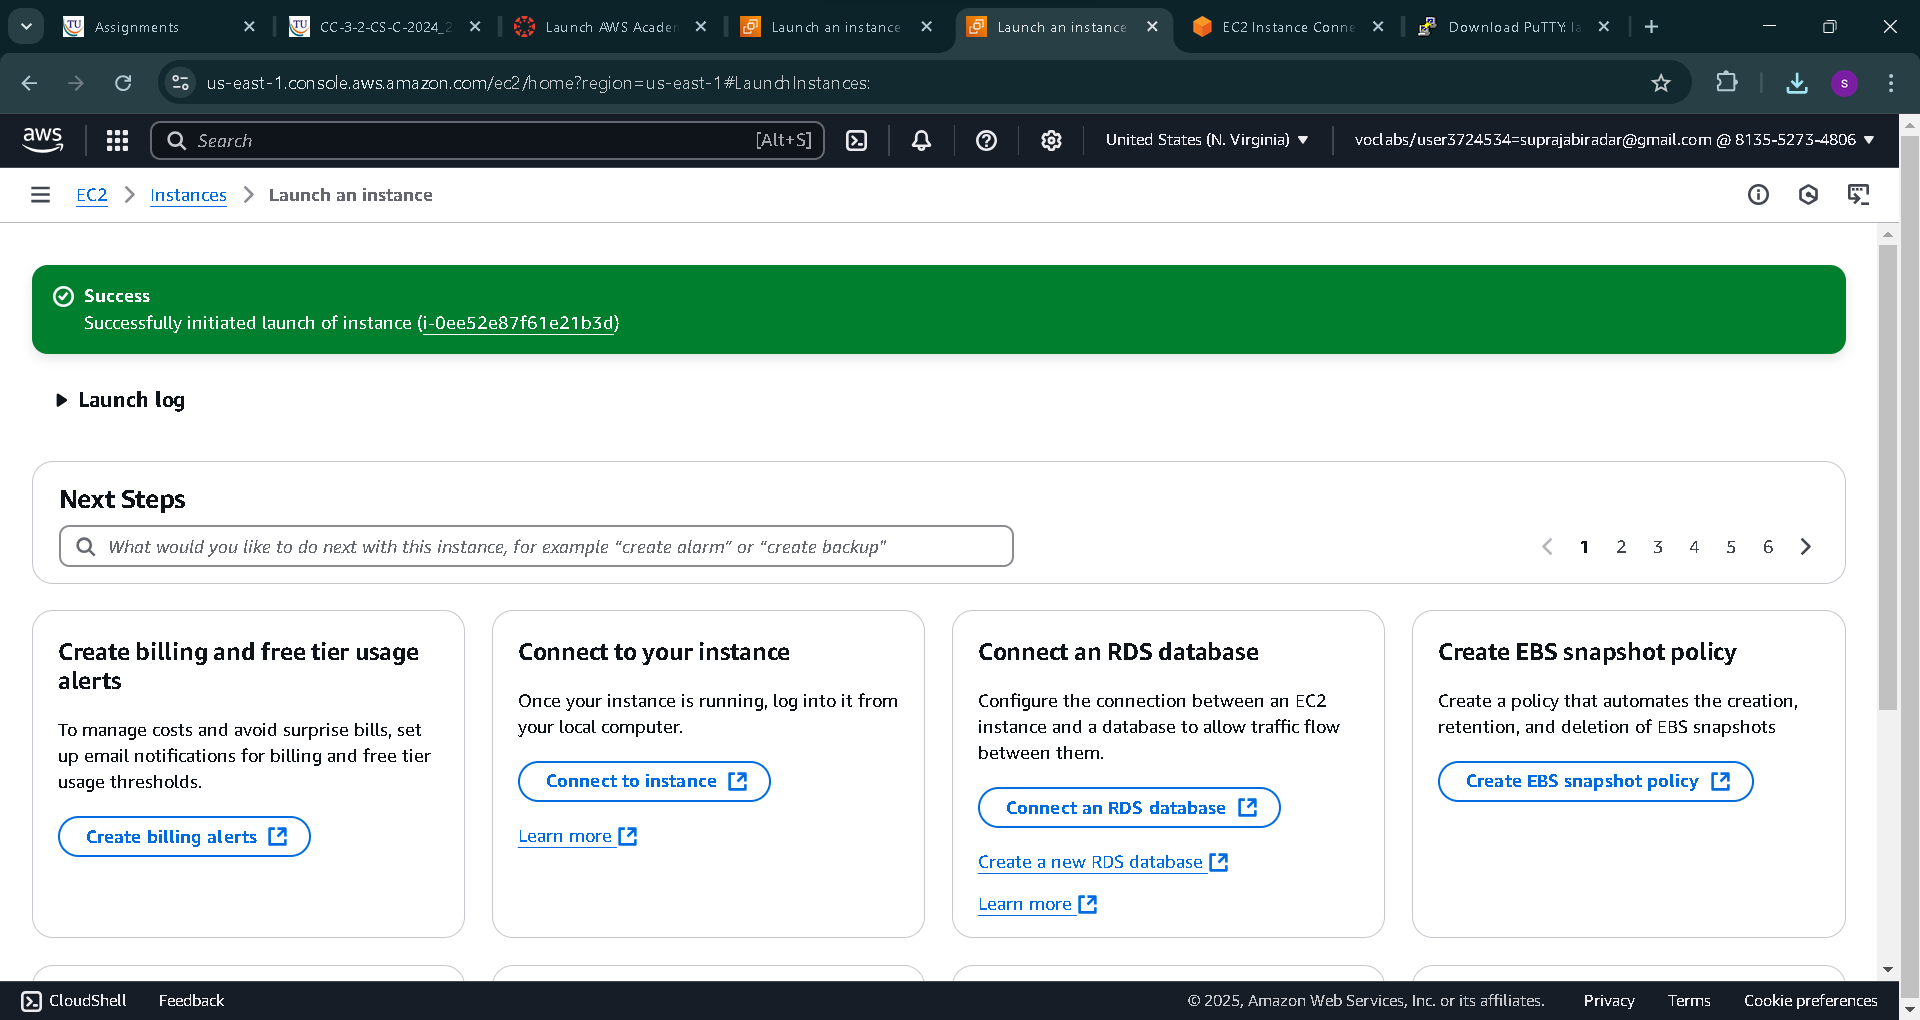 Assignments
CC-3-2-CS-C-2024_2
Launch AWS Acader
Launch an instance
Launch an instance
EC2 Instance Conne
Download PuTTY: la
us-east-1.console.aws.amazon.com/ec2/home?region=us-east-1#LaunchInstances:
S
aws
Search
[Alt+S]
United States (N. Virginia)
voclabs/user3724534=suprajabiradar@gmail.com @ 8135-5273-4806
EC2
Instances
Launch an instance
Success
Successfully initiated launch of instance (i-0ee52e87f61e21b3d)
Launch log
Next Steps
What would you like to do next with this instance, for example “create alarm” or “create backup”
1 2 3 4 5 6
Create billing and free tier usage
alerts
To manage costs and avoid surprise bills, set
up email notifications for billing and free tier
usage thresholds.
Create billing alerts
Connect to your instance
Once your instance is running, log into it from
your local computer.
Connect to instance
Learn more
Connect an RDS database
Configure the connection between an EC2
instance and a database to allow traffic flow
between them.
Connect an RDS database
Create a new RDS database
Learn more
Create EBS snapshot policy
Create a policy that automates the creation,
retention, and deletion of EBS snapshots
Create EBS snapshot policy
CloudShell
Feedback
© 2025, Amazon Web Services, Inc. or its affiliates.
Privacy
Terms
Cookie preferences